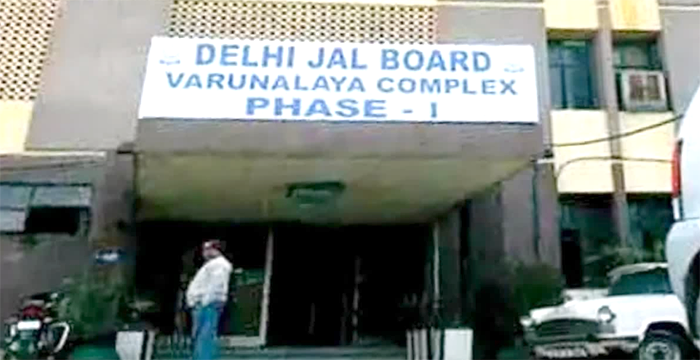 DELHI JAL BOARD
VARUNALAYA COMPLEX
PHASE - I